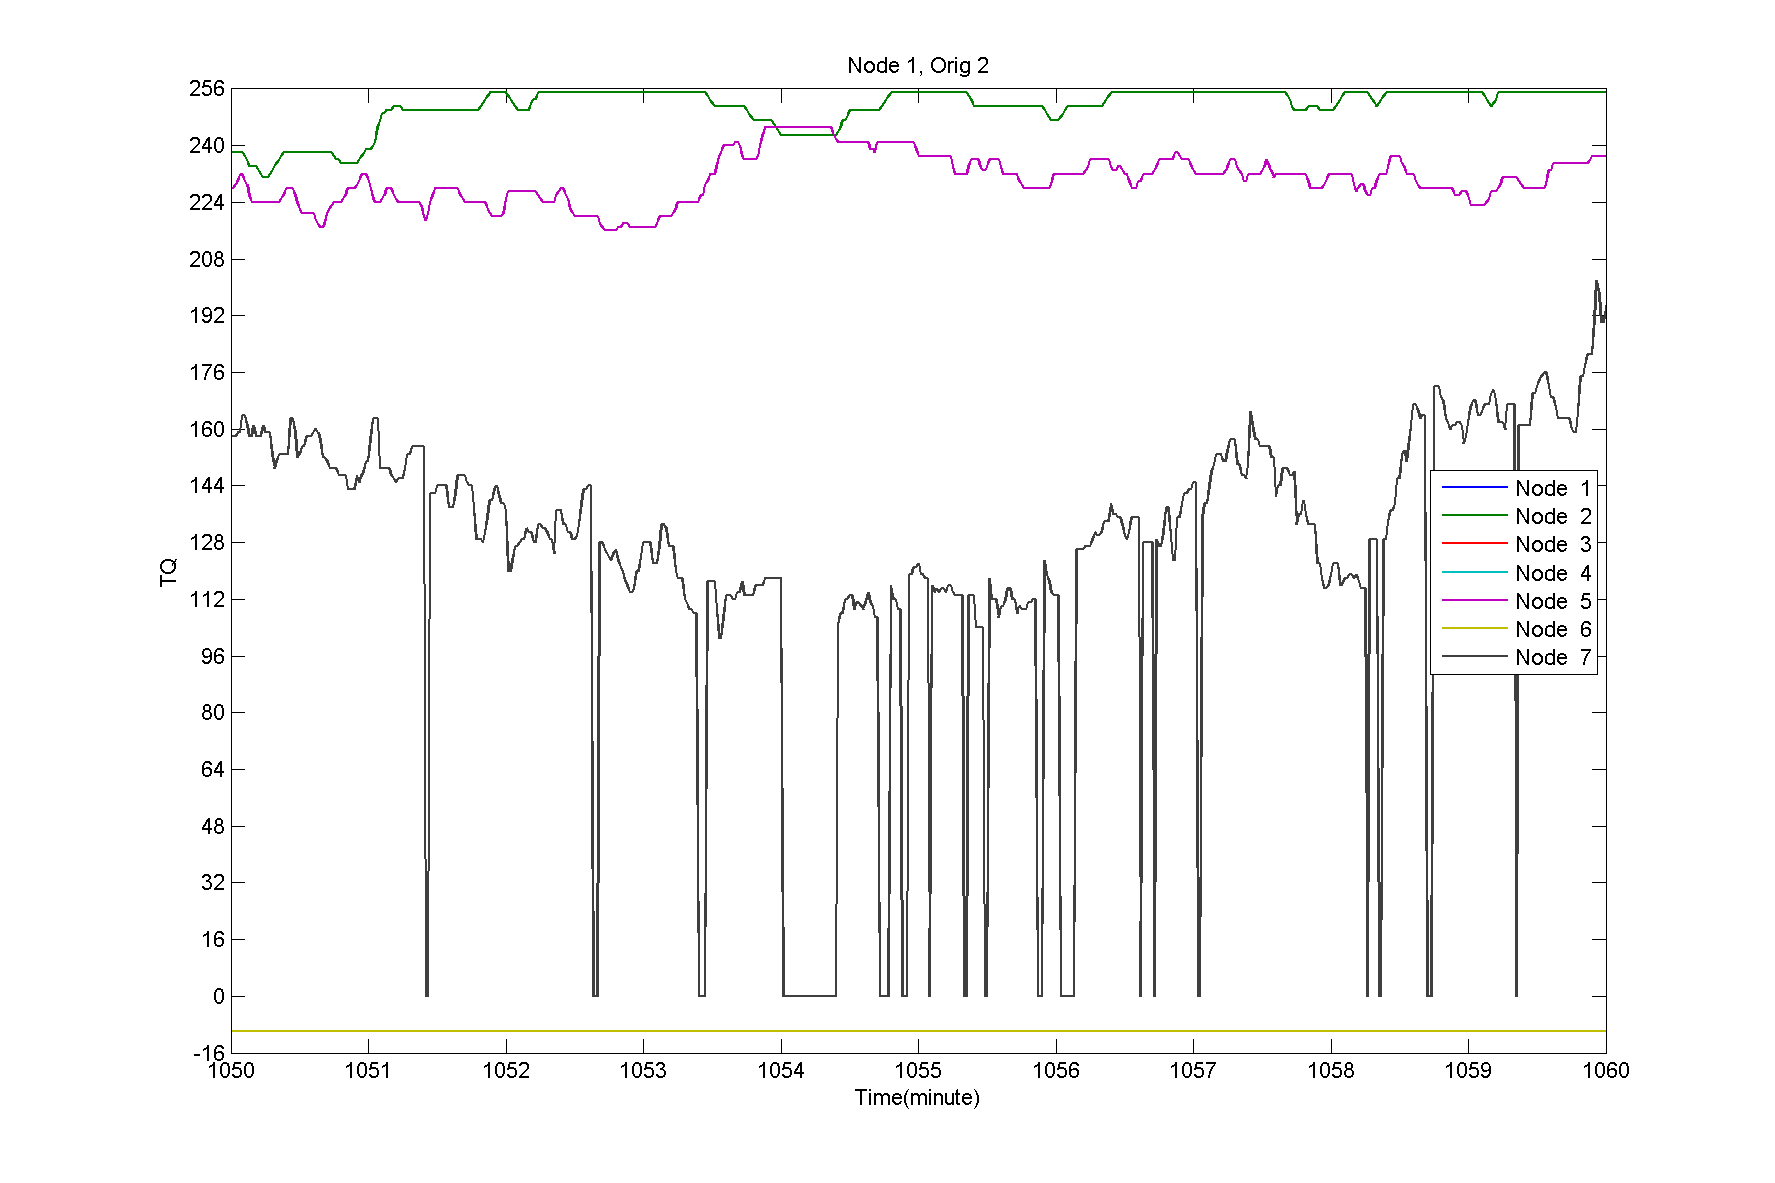 Node 1, Orig 2
256
240
224
208
192
176
160
144
128
112
96
80
64
48
32
16
0
-16
TQ
Node 1
Node 2
Node 3
Node 4
Node 5
Node 6
Node 7
1050 1051 1052 1053 1054 1055 1056 1057 1058 1059 1060
Time(minute)